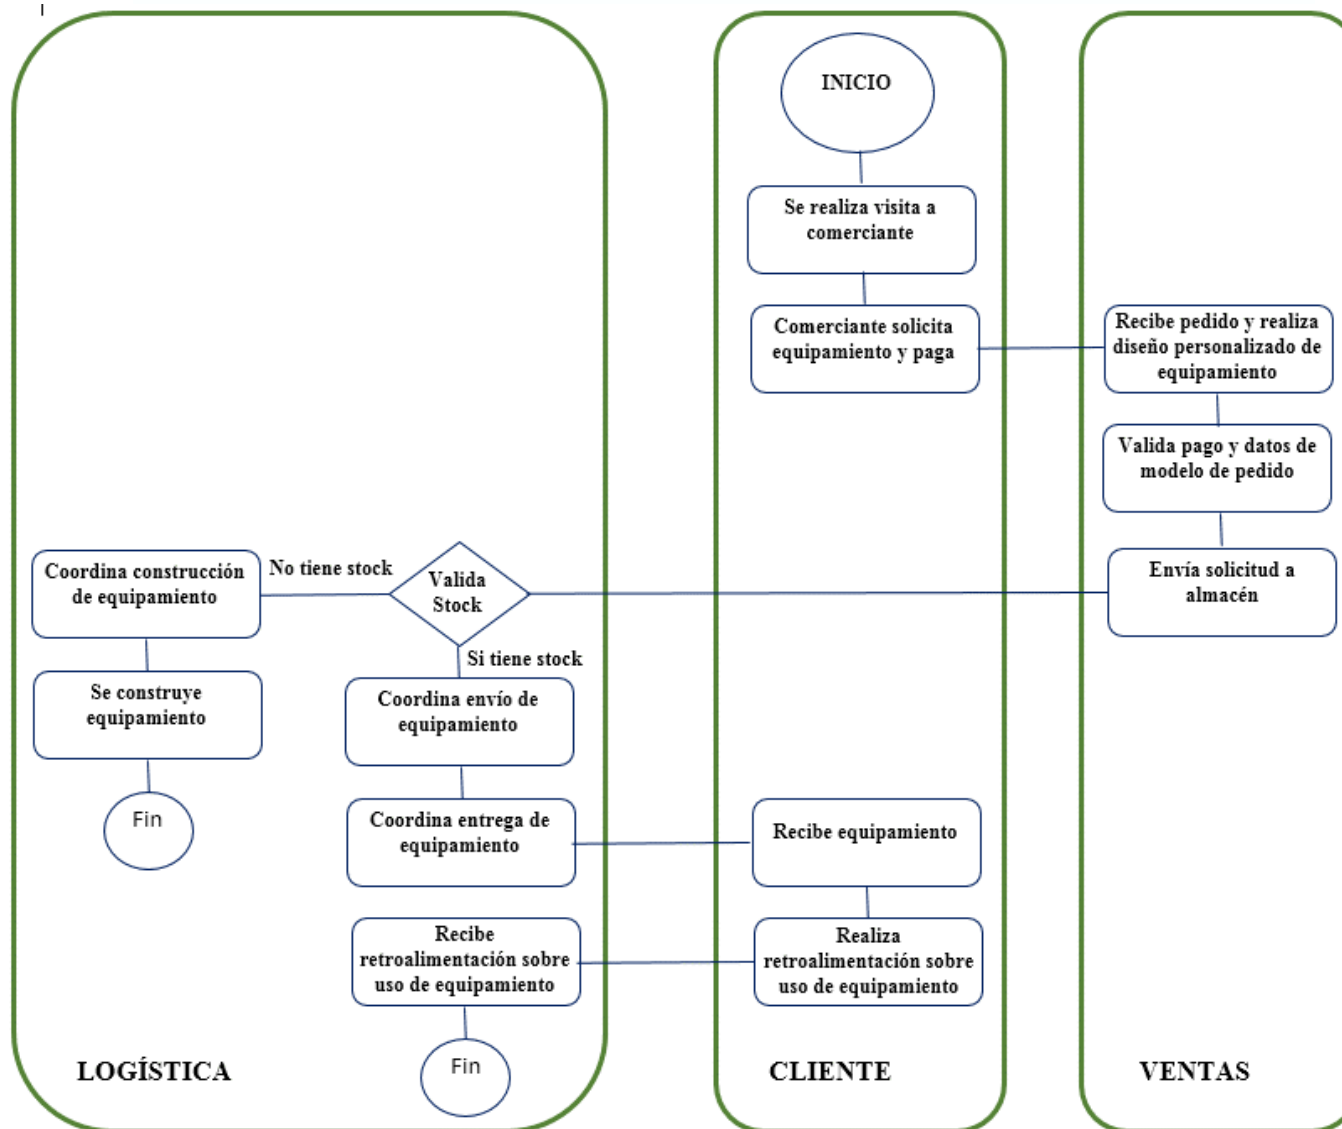 INICIO
Se realiza visita a
comerciante
Comerciante solicita
equipamiento y paga
Recibe pedido y realiza
diseño personalizado de
equipamiento
Valida pago y datos de
modelo de pedido
Envía solicitud a
almacén
Valida
Stock
No tiene stock
Coordina construcción
de equipamiento
Se construye
equipamiento
Fin
Si tiene stock
Coordina envío de
equipamiento
Coordina entrega de
equipamiento
Recibe equipamiento
Realiza
retroalimentación sobre
uso de equipamiento
Recibe
retroalimentación sobre
uso de equipamiento
Fin
LOGÍSTICA
CLIENTE
VENTAS